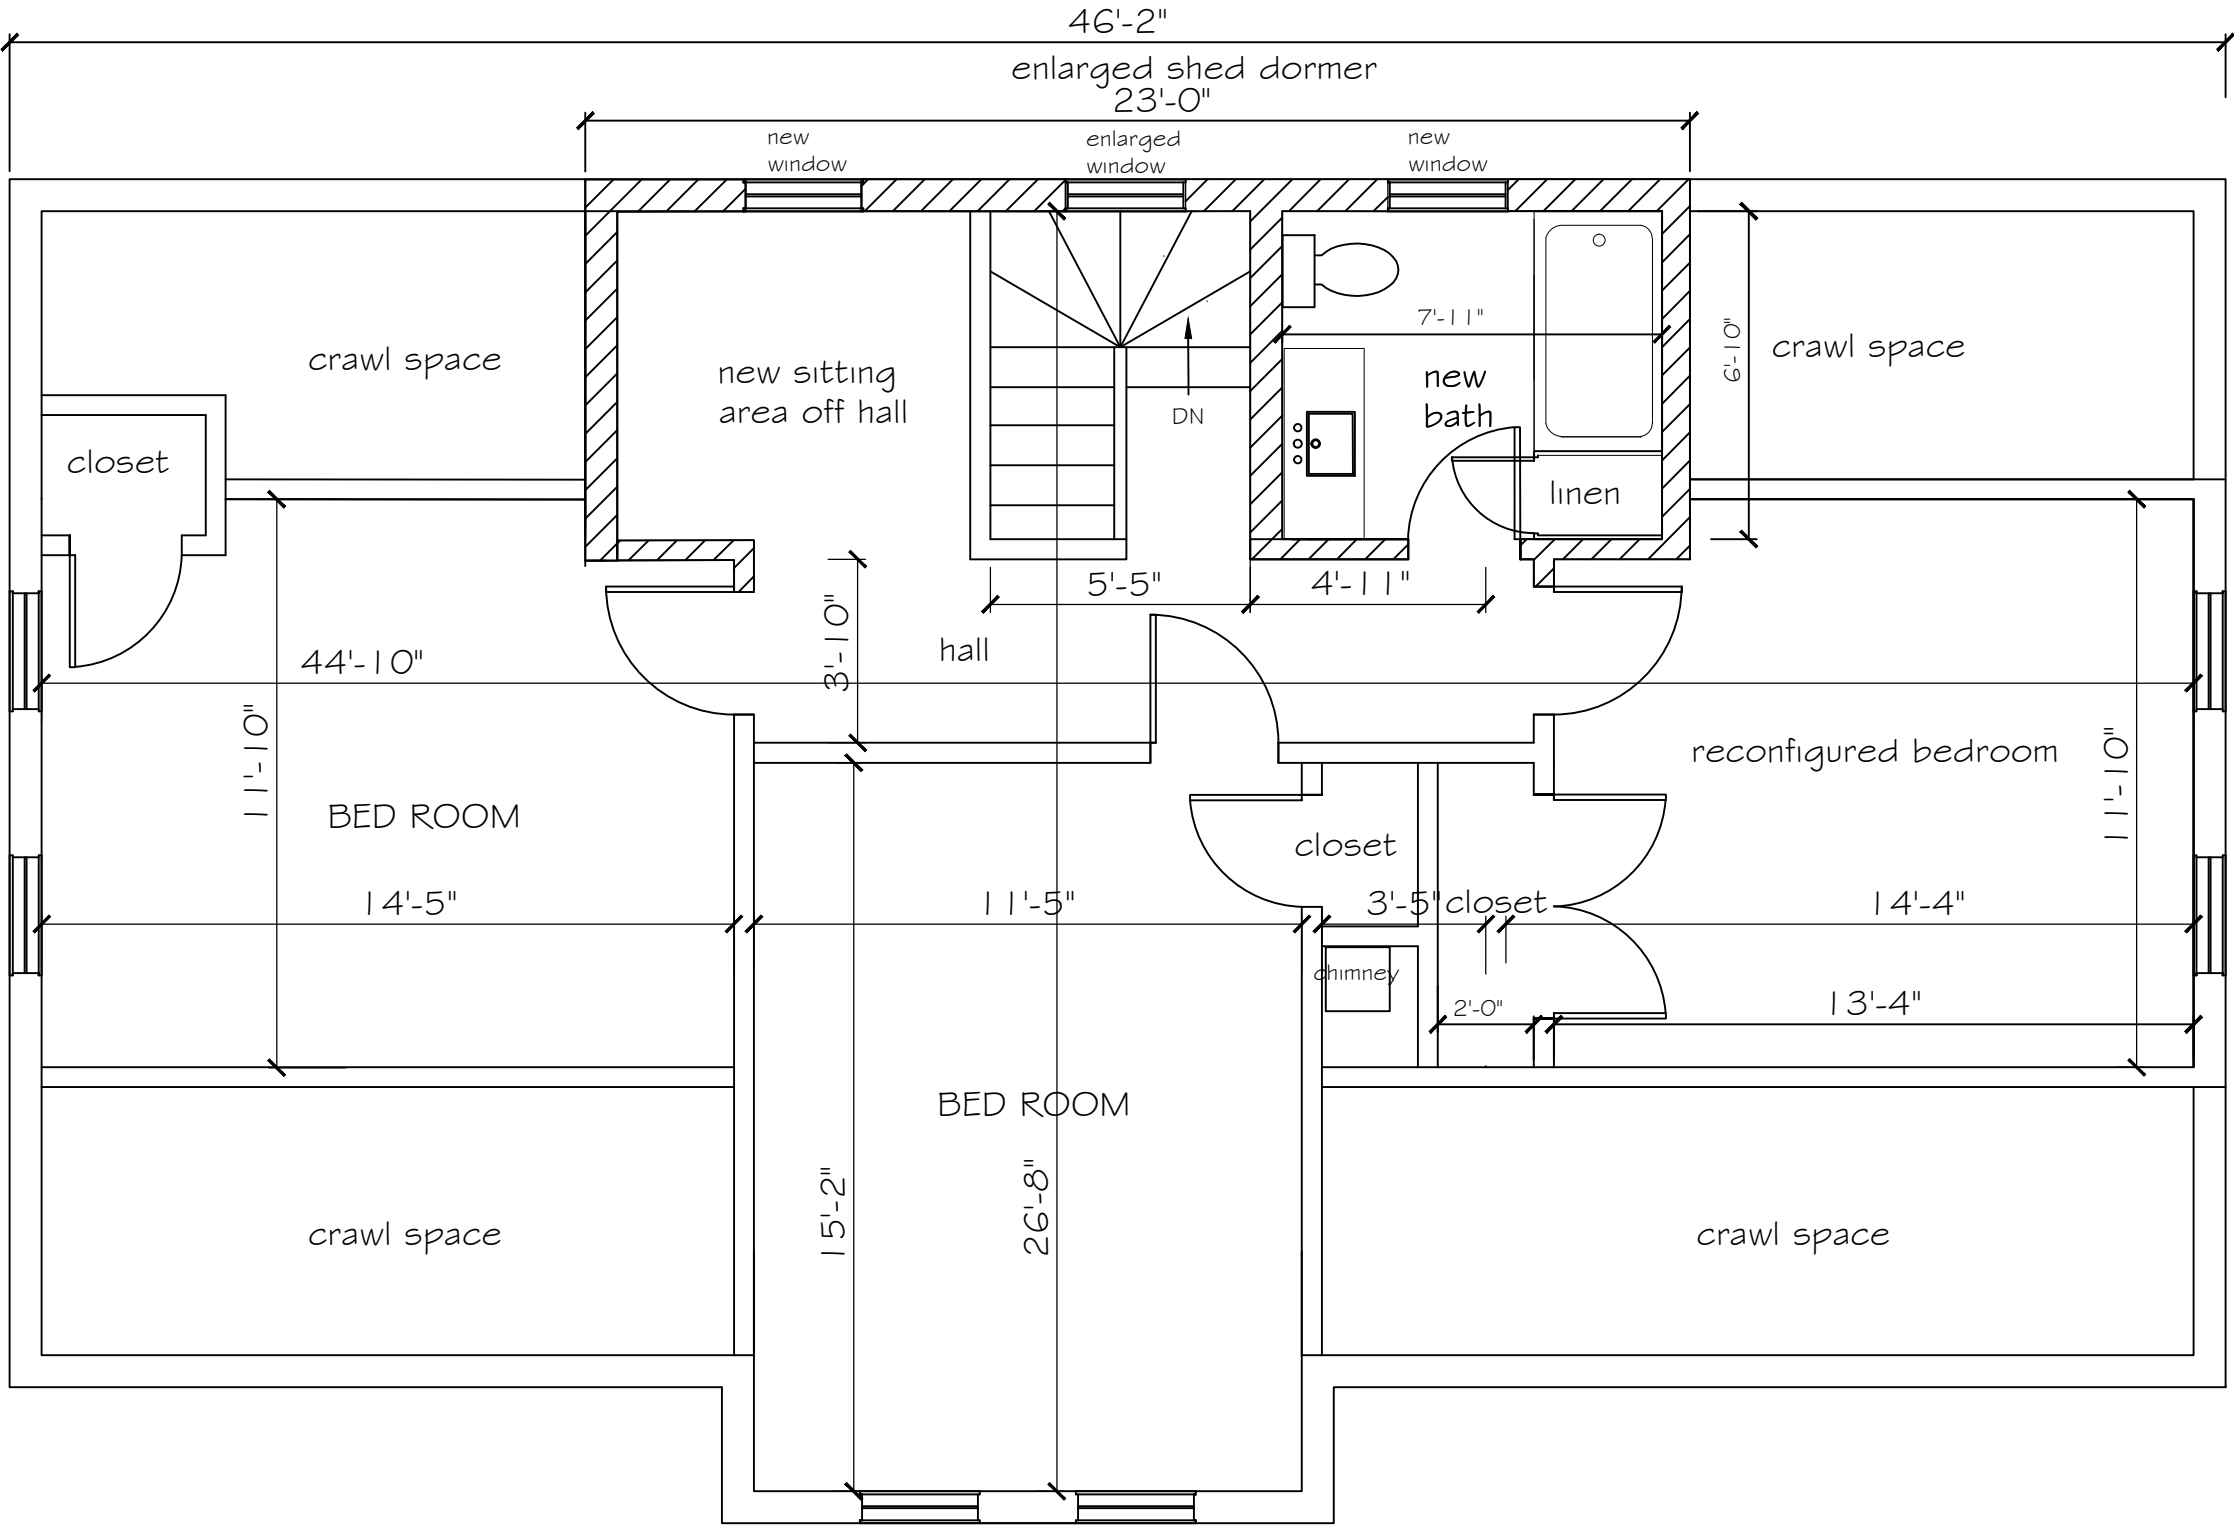 46'-2"
enlarged shed dormer
23'-0"
new
window
enlarged
window
new
window
crawl space
new sitting
area off hall
closet
DN
7'-11"
new
bath
linen
6'-10"
crawl space
5'-5"
4'-11"
3'-10"
hall
44'-10"
11'-10"
BED ROOM
14'-5"
11'-5"
closet
3'-5"
closet
reconfigured bedroom
11'-10"
14'-4"
chimney
2'-0"
13'-4"
BED ROOM
15'-2"
26'-8"
crawl space
crawl space